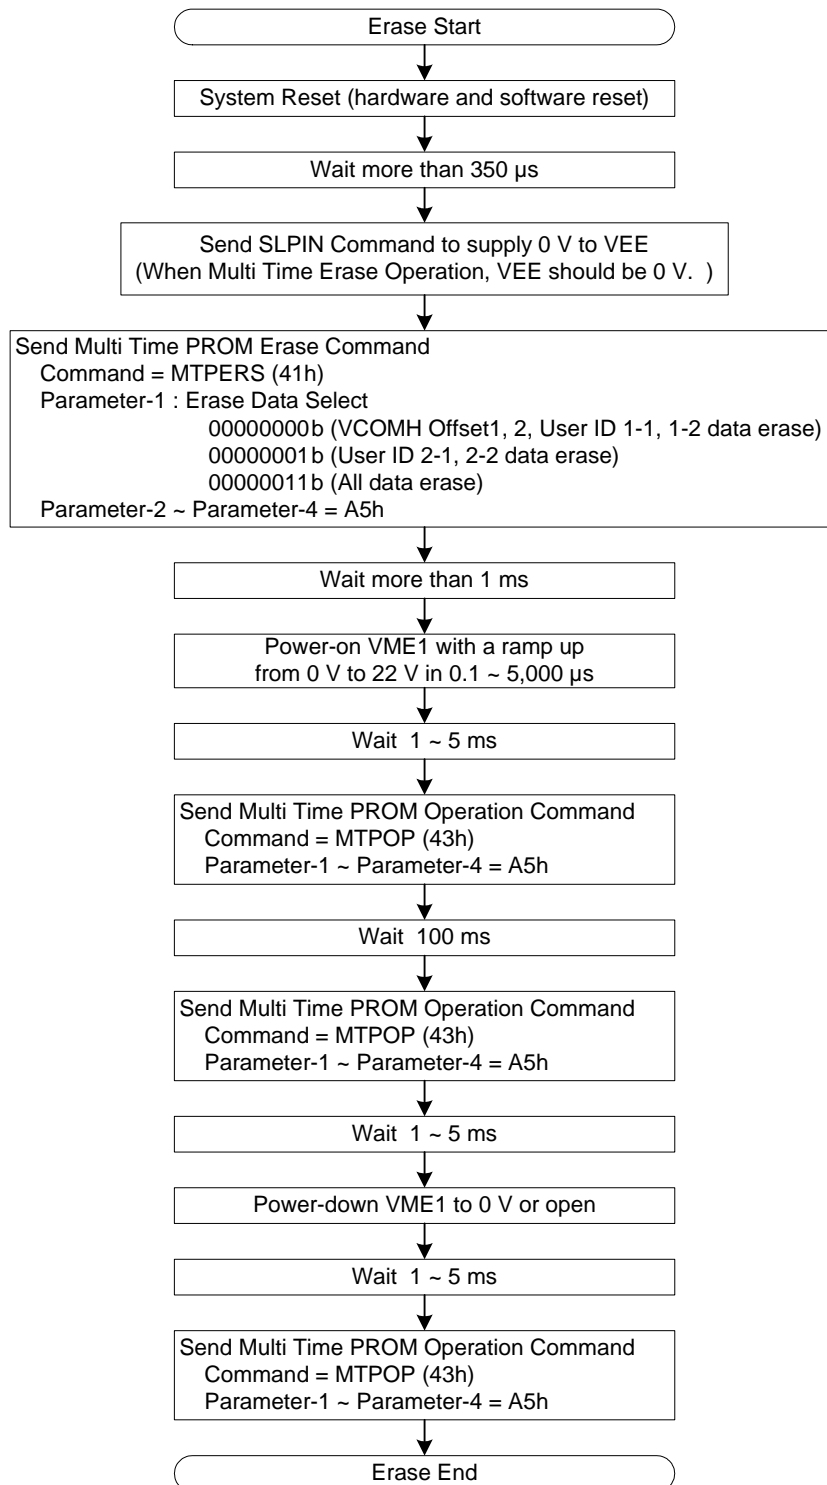 Erase Start
System Reset (hardware and software reset)
Wait more than 350 µs
Send SLPIN Command to supply 0 V to VEE
(When Multi Time Erase Operation, VEE should be 0 V.  )
Send Multi Time PROM Erase Command
Command = MTPERS (41h)
Parameter-1 : Erase Data Select
00000000b (VCOMH Offset1, 2, User ID 1-1, 1-2 data erase)
00000001b (User ID 2-1, 2-2 data erase)
00000011b (All data erase)
Parameter-2 ~ Parameter-4 = A5h
Wait more than 1 ms
Power-on VME1 with a ramp up
from 0 V to 22 V in 0.1 ~ 5,000 µs
Wait  1 ~ 5 ms
Send Multi Time PROM Operation Command
Command = MTPOP (43h)
Parameter-1 ~ Parameter-4 = A5h
Wait  100 ms
Send Multi Time PROM Operation Command
Command = MTPOP (43h)
Parameter-1 ~ Parameter-4 = A5h
Wait  1 ~ 5 ms
Power-down VME1 to 0 V or open
Wait  1 ~ 5 ms
Send Multi Time PROM Operation Command
Command = MTPOP (43h)
Parameter-1 ~ Parameter-4 = A5h
Erase End